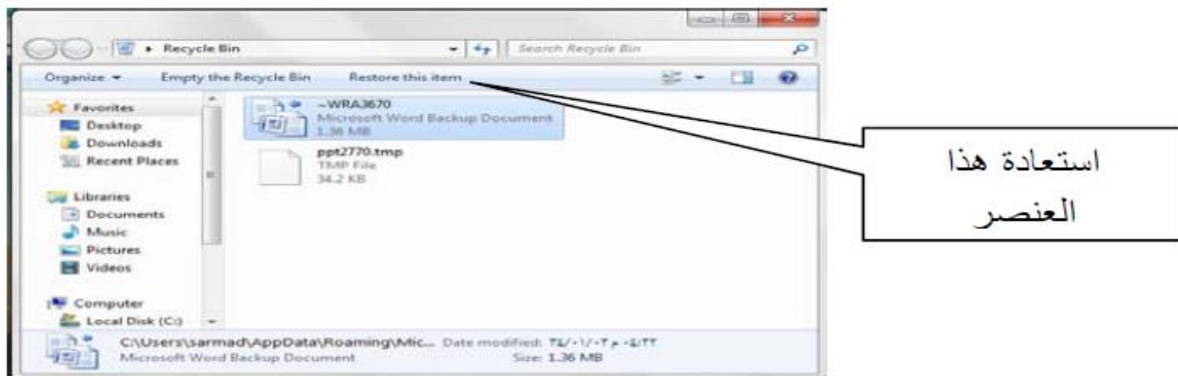 Recycle Bin
Search Recycle Bin
Organize
Empty the Recycle Bin
Restore this item
Favorites
Desktop
Downloads
Recent Places
Libraries
Documents
Music
Pictures
Videos
Computer
Local Disk (C:)
~WRA3670
Microsoft Word Backup Document
1.36 MB
ppt2770.tmp
TMP File
34.2 KB
استعادة هذا
العنصر
C:\Users\sarmad\AppData\Roaming\Mic... Date modified:
Microsoft Word Backup Document Size: 1.36 MB